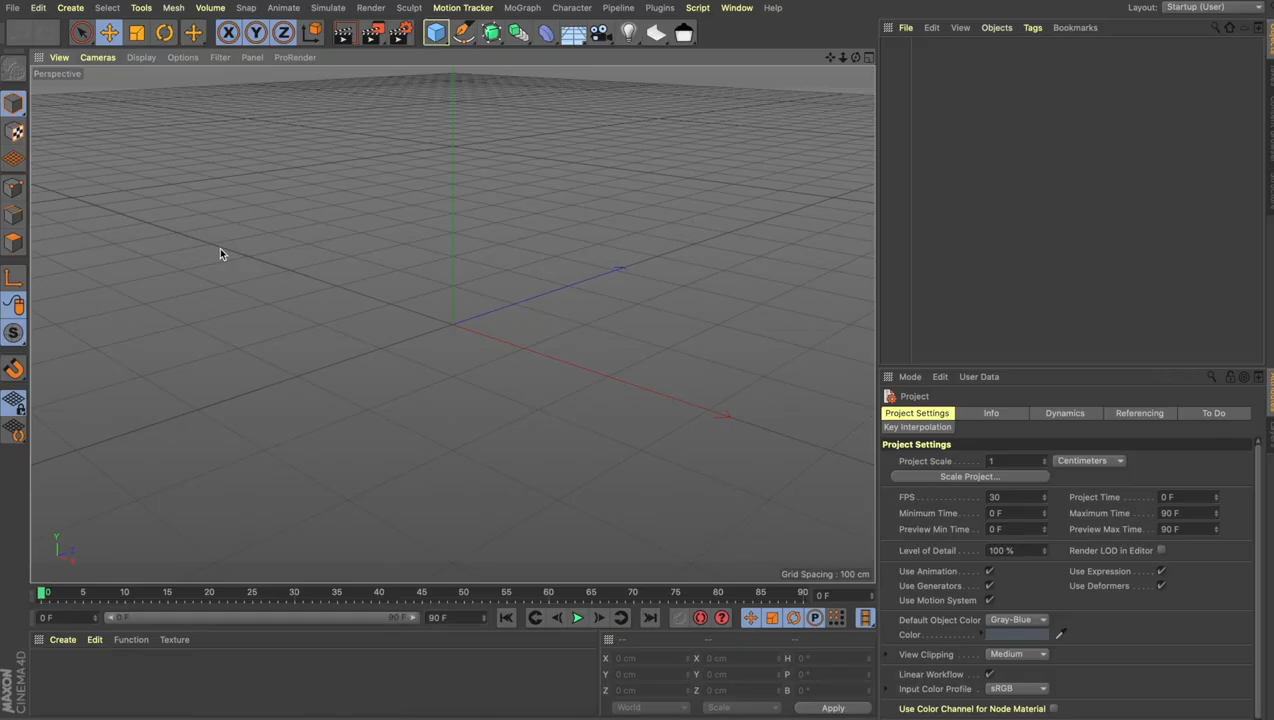 File Edit Create Select Tools Mesh Volume Snap Animate Simulate Render Sculpt Motion Tracker MoGraph Character Pipeline Plugins Script Window Help Layout: Startup (User)
X Y Z
File Edit View Objects Tags Bookmarks
View Cameras Display Options Filter Panel ProRender
Perspective
Y
Z
X
Grid Spacing : 100 cm
0 5 10 15 20 25 30 35 40 45 50 55 60 65 70 75 80 85 90 0 F
0 F 0 F 90 F 90 F
Create Edit Function Texture
-- -- --
X 0 cm X 0 cm H 0 °
Y 0 cm Y 0 cm P 0 °
Z 0 cm Z 0 cm B 0 °
World Scale Apply
MAXON CINEMA 4D
Mode Edit User Data
Project
Project Settings Info Dynamics Referencing To Do
Key Interpolation
Project Settings
Project Scale 1 Centimeters
Scale Project...
FPS 30 Project Time 0 F
Minimum Time 0 F Maximum Time 90 F
Preview Min Time 0 F Preview Max Time 90 F
Level of Detail 100 % Render LOD in Editor
Use Animation Use Expression
Use Generators Use Deformers
Use Motion System
Default Object Color Gray-Blue
Color
View Clipping Medium
Linear Workflow
Input Color Profile sRGB
Use Color Channel for Node Material